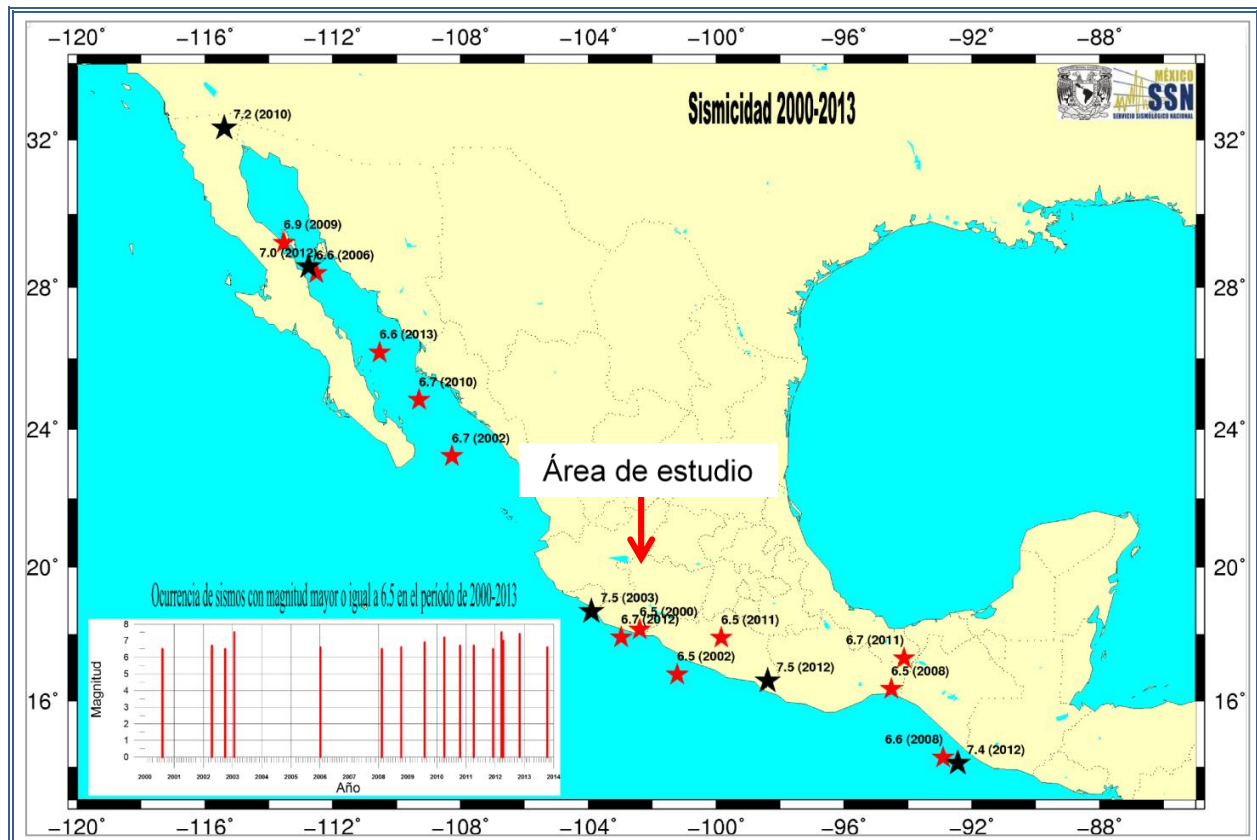 −120˚ −116˚ −112˚ −108˚ −104˚ −100˚ −96˚ −92˚ −88˚
Sismicidad 2000-2013
MÉXICO
SSN
SERVICIO SISMOLÓGICO NACIONAL
32˚ 32˚
7.2 (2010)
6.9 (2009)
7.0 (2012) 6.6 (2006)
28˚ 28˚
6.6 (2013)
6.7 (2010)
24˚ 24˚
6.7 (2002)
Área de estudio
20˚ 20˚
7.5 (2003) 6.5 (2000)
6.7 (2012) 6.5 (2011)
6.5 (2002) 7.5 (2012)
6.7 (2011)
6.5 (2008)
16˚ 16˚
6.6 (2008) 7.4 (2012)
Ocurrencia de sismos con magnitud mayor o igual a 6.5 en el período de 2000-2013
Magnitud
8
7
6
5
4
3
2
1
0
2000 2001 2002 2003 2004 2005 2006 2007 2008 2009 2010 2011 2012 2013 2014
Año
−120˚ −116˚ −112˚ −108˚ −104˚ −100˚ −96˚ −92˚ −88˚